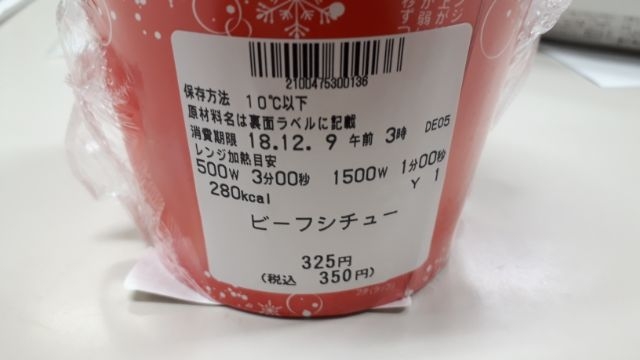 2100475300136
保存方法 10℃以下
原材料名は裏面ラベルに記載
消費期限 18.12. 9 午前 3時 DE05
レンジ加熱目安
500W 3分00秒 1500W 1分00秒
280kcal Y 1
ビーフシチュー
325円
(税込 350円)